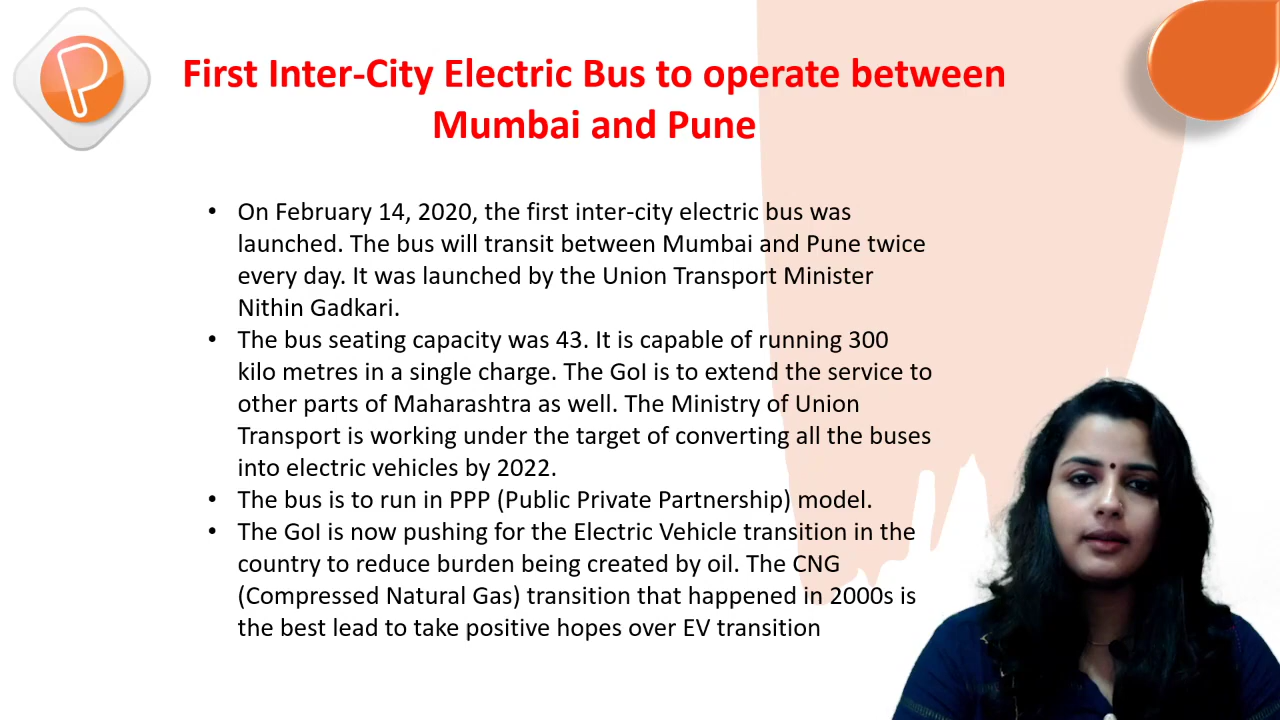 First Inter-City Electric Bus to operate between
Mumbai and Pune
• On February 14, 2020, the first inter-city electric bus was
launched. The bus will transit between Mumbai and Pune twice
every day. It was launched by the Union Transport Minister
Nithin Gadkari.
• The bus seating capacity was 43. It is capable of running 300
kilo metres in a single charge. The GoI is to extend the service to
other parts of Maharashtra as well. The Ministry of Union
Transport is working under the target of converting all the buses
into electric vehicles by 2022.
• The bus is to run in PPP (Public Private Partnership) model.
• The GoI is now pushing for the Electric Vehicle transition in the
country to reduce burden being created by oil. The CNG
(Compressed Natural Gas) transition that happened in 2000s is
the best lead to take positive hopes over EV transition